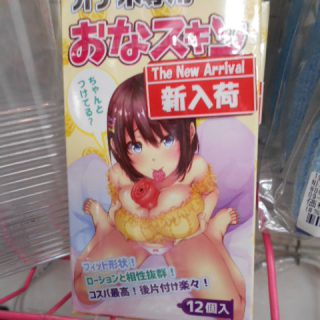 おなスキン
The New Arrival
新入荷
ちゃんと
つけてる？
フィット形状！
ローションと相性抜群！
コスパ最高！後片付け楽々！
12個入